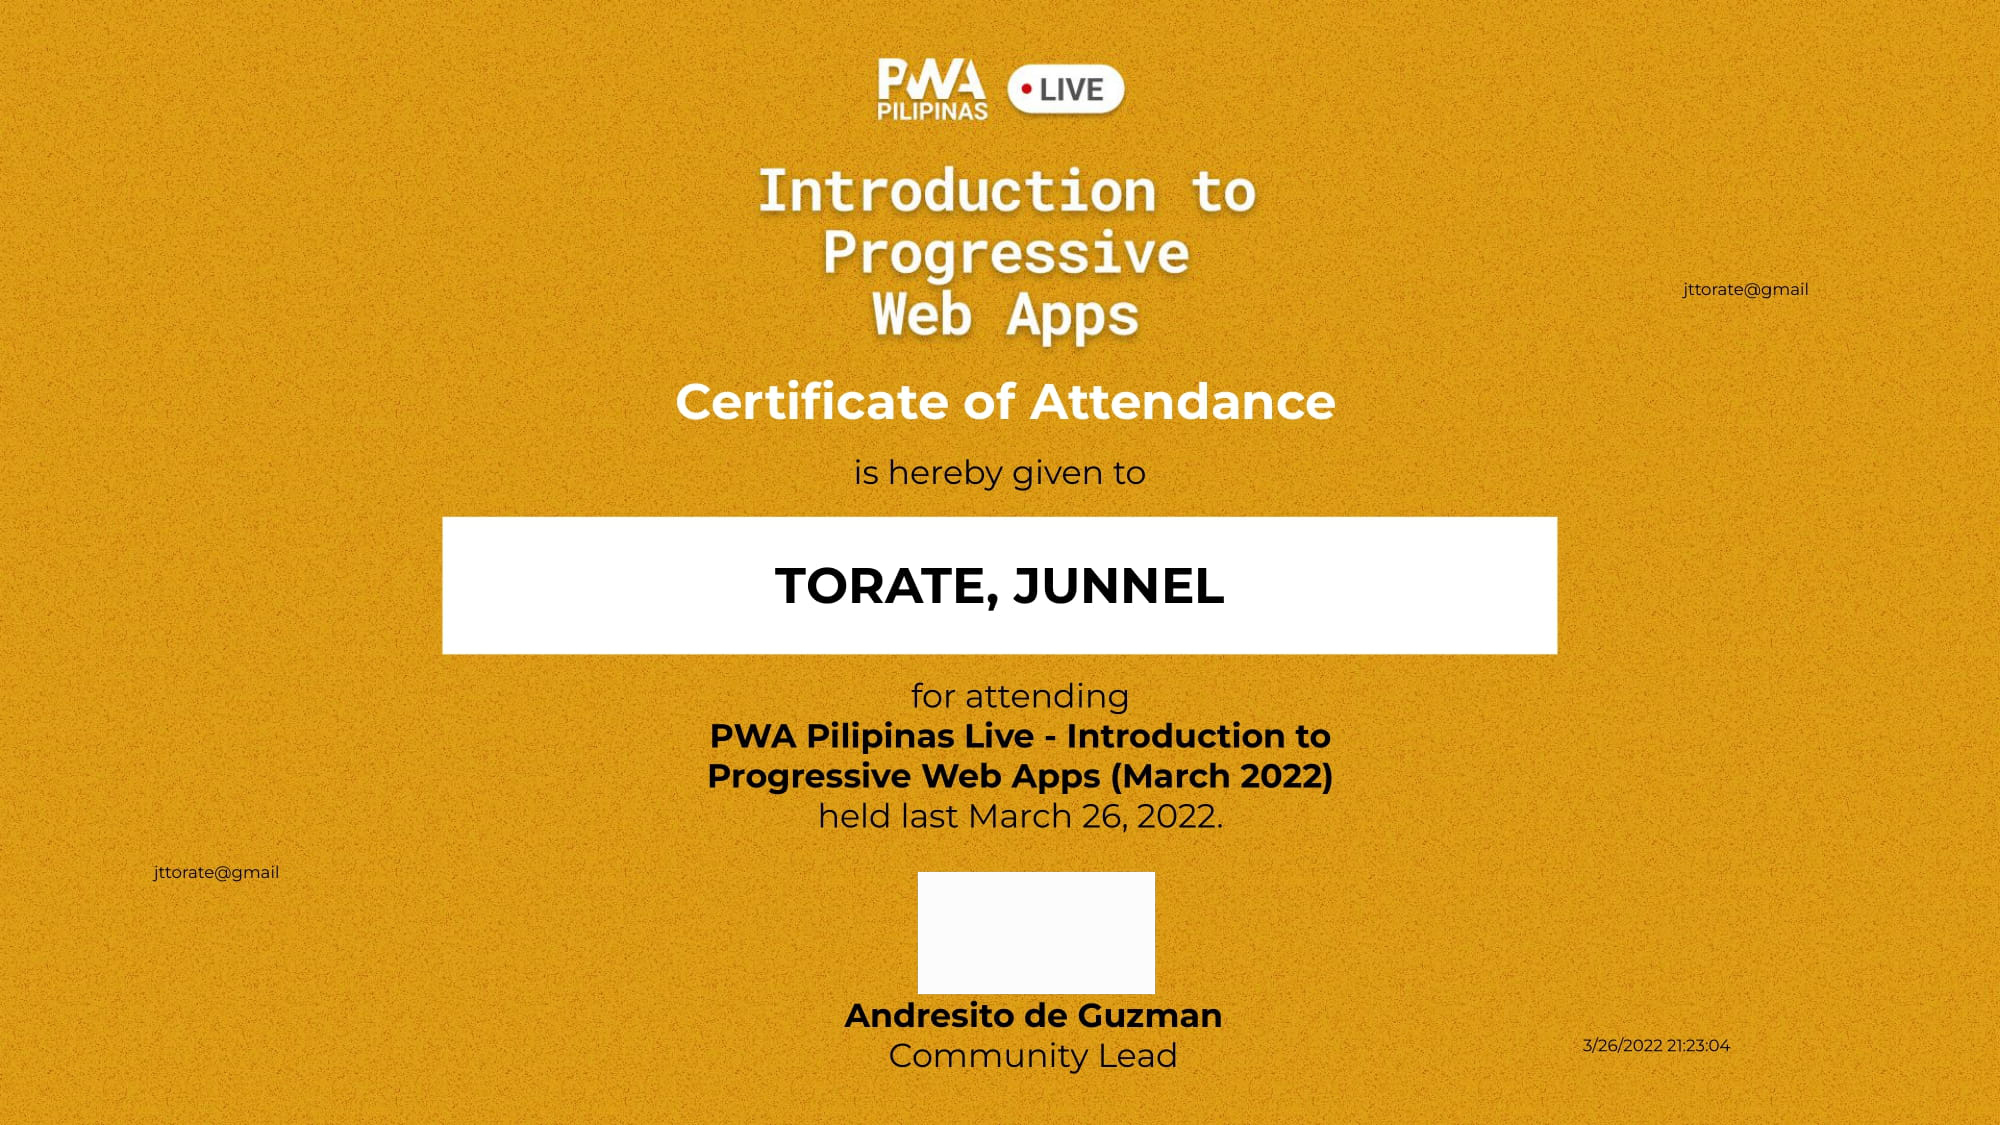 PWA
PILIPINAS
LIVE
Introduction to
Progressive
Web Apps
jttorate@gmail
Certificate of Attendance
is hereby given to
TORATE, JUNNEL
for attending
PWA Pilipinas Live - Introduction to
Progressive Web Apps (March 2022)
held last March 26, 2022.
jttorate@gmail
Andresito de Guzman
Community Lead
3/26/2022 21:23:04